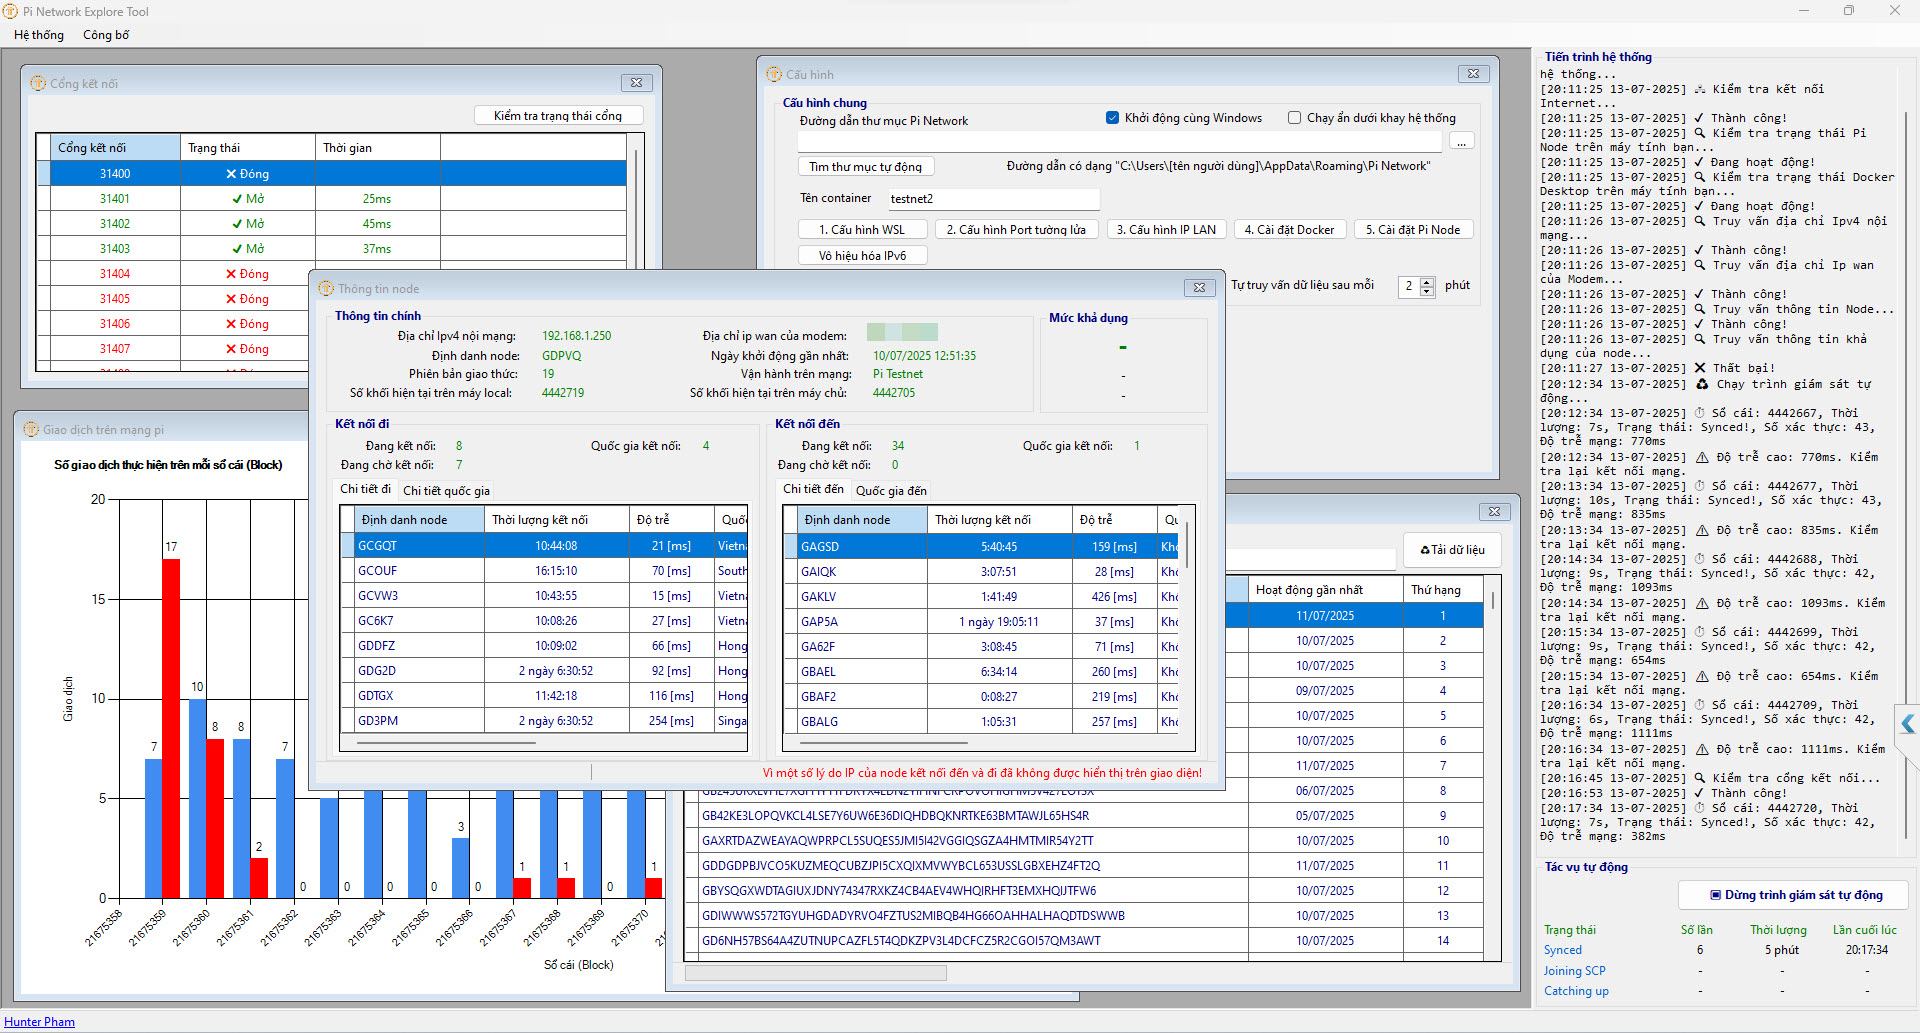 Pi Network Explore Tool
Hệ thống Công bố
Cổng kết nối
Kiểm tra trạng thái cổng
Cổng kết nối Trạng thái Thời gian
31400 ✕ Đóng
31401 ✓ Mở 25ms
31402 ✓ Mở 45ms
31403 ✓ Mở 37ms
31404 ✕ Đóng
31405 ✕ Đóng
31406 ✕ Đóng
31407 ✕ Đóng
Cấu hình
Cấu hình chung
Đường dẫn thư mục Pi Network
Khởi động cùng Windows
Chạy ẩn dưới khay hệ thống
...
Tìm thư mục tự động
Đường dẫn có dạng "C:\Users\[tên người dùng]\AppData\Roaming\Pi Network"
Tên container testnet2
1. Cấu hình WSL
2. Cấu hình Port tường lửa
3. Cấu hình IP LAN
4. Cài đặt Docker
5. Cài đặt Pi Node
Vô hiệu hóa IPv6
Tự truy vấn dữ liệu sau mỗi 2 phút
Thông tin node
Thông tin chính
Địa chỉ Ipv4 nội mạng: 192.168.1.250
Định danh node: GDPVQ
Phiên bản giao thức: 19
Số khối hiện tại trên máy local: 4442719
Địa chỉ ip wan của modem:
Ngày khởi động gần nhất: 10/07/2025 12:51:35
Vận hành trên mạng: Pi Testnet
Số khối hiện tại trên máy chủ: 4442705
Mức khả dụng
-
-
-
Kết nối đi
Đang kết nối: 8 Quốc gia kết nối: 4
Đang chờ kết nối: 7
Chi tiết đi Chi tiết quốc gia
Định danh node Thời lượng kết nối Độ trễ
GCGQT 10:44:08 21 [ms]
GCOUF 16:15:10 70 [ms] South
GCVW3 10:43:55 15 [ms]
GC6K7 10:08:26 27 [ms]
GDDFZ 10:09:02 66 [ms] Hong
GDG2D 2 ngày 6:30:52 92 [ms] Hong
GDTGX 11:42:18 116 [ms] Hong
GD3PM 2 ngày 6:30:52 254 [ms] Singa
Kết nối đến
Đang kết nối: 34 Quốc gia kết nối: 1
Đang chờ kết nối: 0
Chi tiết đến Quốc gia đến
Định danh node Thời lượng kết nối Độ trễ
GAGSD 5:40:45 159 [ms]
GAIQK 3:07:51 28 [ms]
GAKLV 1:41:49 426 [ms]
GAP5A 1 ngày 19:05:11 37 [ms]
GA62F 3:08:45 71 [ms]
GBAEL 6:34:14 260 [ms]
GBAF2 0:08:27 219 [ms]
GBALG 1:05:31 257 [ms]
Vì một số lý do IP của node kết nối đến và đi đã không được hiển thị trên giao diện!
Giao dịch trên mạng pi
Số giao dịch thực hiện trên mỗi sổ cái (Block)
Giao dịch
20
15
10
5
0
7 17 10 8 8 2 7 0 0 0 0 3 0 1 1 0 1
21675358 21675359 21675360 21675361 21675362 21675363 21675364 21675365 21675366 21675367 21675368 21675369 21675370
Sổ cái (Block)
♻Tải dữ liệu
Hoạt động gần nhất Thứ hạng
11/07/2025 1
10/07/2025 2
10/07/2025 3
09/07/2025 4
10/07/2025 5
10/07/2025 6
11/07/2025 7
06/07/2025 8
GB42KE3LOPQVKCL4LSE7Y6UW6E36DIQHDBQKNRTKE63BMTAWJL65HS4R 05/07/2025 9
GAXRTDAZWEAYAQWPRPCL5SUQES5JMI5I42VGGIQSGZA4HMTMIR54Y2TT 10/07/2025 10
GDDGDPBJVCO5KUZMEQCUBZJPI5CXQIXMVWYBCL653USSLGBXEHZ4FT2Q 11/07/2025 11
GBYSQGXWDTAGIUXJDNY74347RXKZ4CB4AEV4WHQIRHFT3EMXHQIJTFW6 10/07/2025 12
GDIWWWS572TGYUHGDADYRVO4FZTUS2MIBQB4HG66OAHHALHAQDTDSWWB 10/07/2025 13
GD6NH57BS64A4ZUTNUPCAZFL5T4QDKZPV3L4DCFCZ5R2CGOI57QM3AWT 10/07/2025 14
Tiến trình hệ thống
hệ thống...
[20:11:25 13-07-2025] Kiểm tra kết nối
Internet...
[20:11:25 13-07-2025] ✓ Thành công!
[20:11:25 13-07-2025] 🔍 Kiểm tra trạng thái Pi
Node trên máy tính bạn...
[20:11:25 13-07-2025] ✓ Đang hoạt động!
[20:11:25 13-07-2025] 🔍 Kiểm tra trạng thái Docker
Desktop trên máy tính bạn...
[20:11:25 13-07-2025] ✓ Đang hoạt động!
[20:11:26 13-07-2025] 🔍 Truy vấn địa chỉ Ipv4 nội
mạng...
[20:11:26 13-07-2025] ✓ Thành công!
[20:11:26 13-07-2025] 🔍 Truy vấn địa chỉ Ip wan
của Modem...
[20:11:26 13-07-2025] ✓ Thành công!
[20:11:26 13-07-2025] 🔍 Truy vấn thông tin Node...
[20:11:26 13-07-2025] ✓ Thành công!
[20:11:26 13-07-2025] 🔍 Truy vấn thông tin khả
dụng của node...
[20:11:27 13-07-2025] ✕ Thất bại!
[20:12:34 13-07-2025] ♻ Chạy trình giám sát tự
động...
[20:12:34 13-07-2025] ⏱ Sổ cái: 4442667, Thời
lượng: 7s, Trạng thái: Synced!, Số xác thực: 43,
Độ trễ mạng: 770ms
[20:12:34 13-07-2025] ⚠ Độ trễ cao: 770ms. Kiểm
tra lại kết nối mạng.
[20:13:34 13-07-2025] ⏱ Sổ cái: 4442677, Thời
lượng: 10s, Trạng thái: Synced!, Số xác thực: 43,
Độ trễ mạng: 835ms
[20:13:34 13-07-2025] ⚠ Độ trễ cao: 835ms. Kiểm
tra lại kết nối mạng.
[20:14:34 13-07-2025] ⏱ Sổ cái: 4442688, Thời
lượng: 9s, Trạng thái: Synced!, Số xác thực: 42,
Độ trễ mạng: 1093ms
[20:14:34 13-07-2025] ⚠ Độ trễ cao: 1093ms. Kiểm
tra lại kết nối mạng.
[20:15:34 13-07-2025] ⏱ Sổ cái: 4442699, Thời
lượng: 9s, Trạng thái: Synced!, Số xác thực: 42,
Độ trễ mạng: 654ms
[20:15:34 13-07-2025] ⚠ Độ trễ cao: 654ms. Kiểm
tra lại kết nối mạng.
[20:16:34 13-07-2025] ⏱ Sổ cái: 4442709, Thời
lượng: 6s, Trạng thái: Synced!, Số xác thực: 42,
Độ trễ mạng: 1111ms
[20:16:34 13-07-2025] ⚠ Độ trễ cao: 1111ms. Kiểm
tra lại kết nối mạng.
[20:16:45 13-07-2025] 🔍 Kiểm tra cổng kết nối...
[20:16:53 13-07-2025] ✓ Thành công!
[20:17:34 13-07-2025] ⏱ Sổ cái: 4442720, Thời
lượng: 7s, Trạng thái: Synced!, Số xác thực: 42,
Độ trễ mạng: 382ms
Tác vụ tự động
Dừng trình giám sát tự động
Trạng thái Số lần Thời lượng Lần cuối lúc
Synced 6 5 phút 20:17:34
Joining SCP - - -
Catching up - - -
Hunter Pham